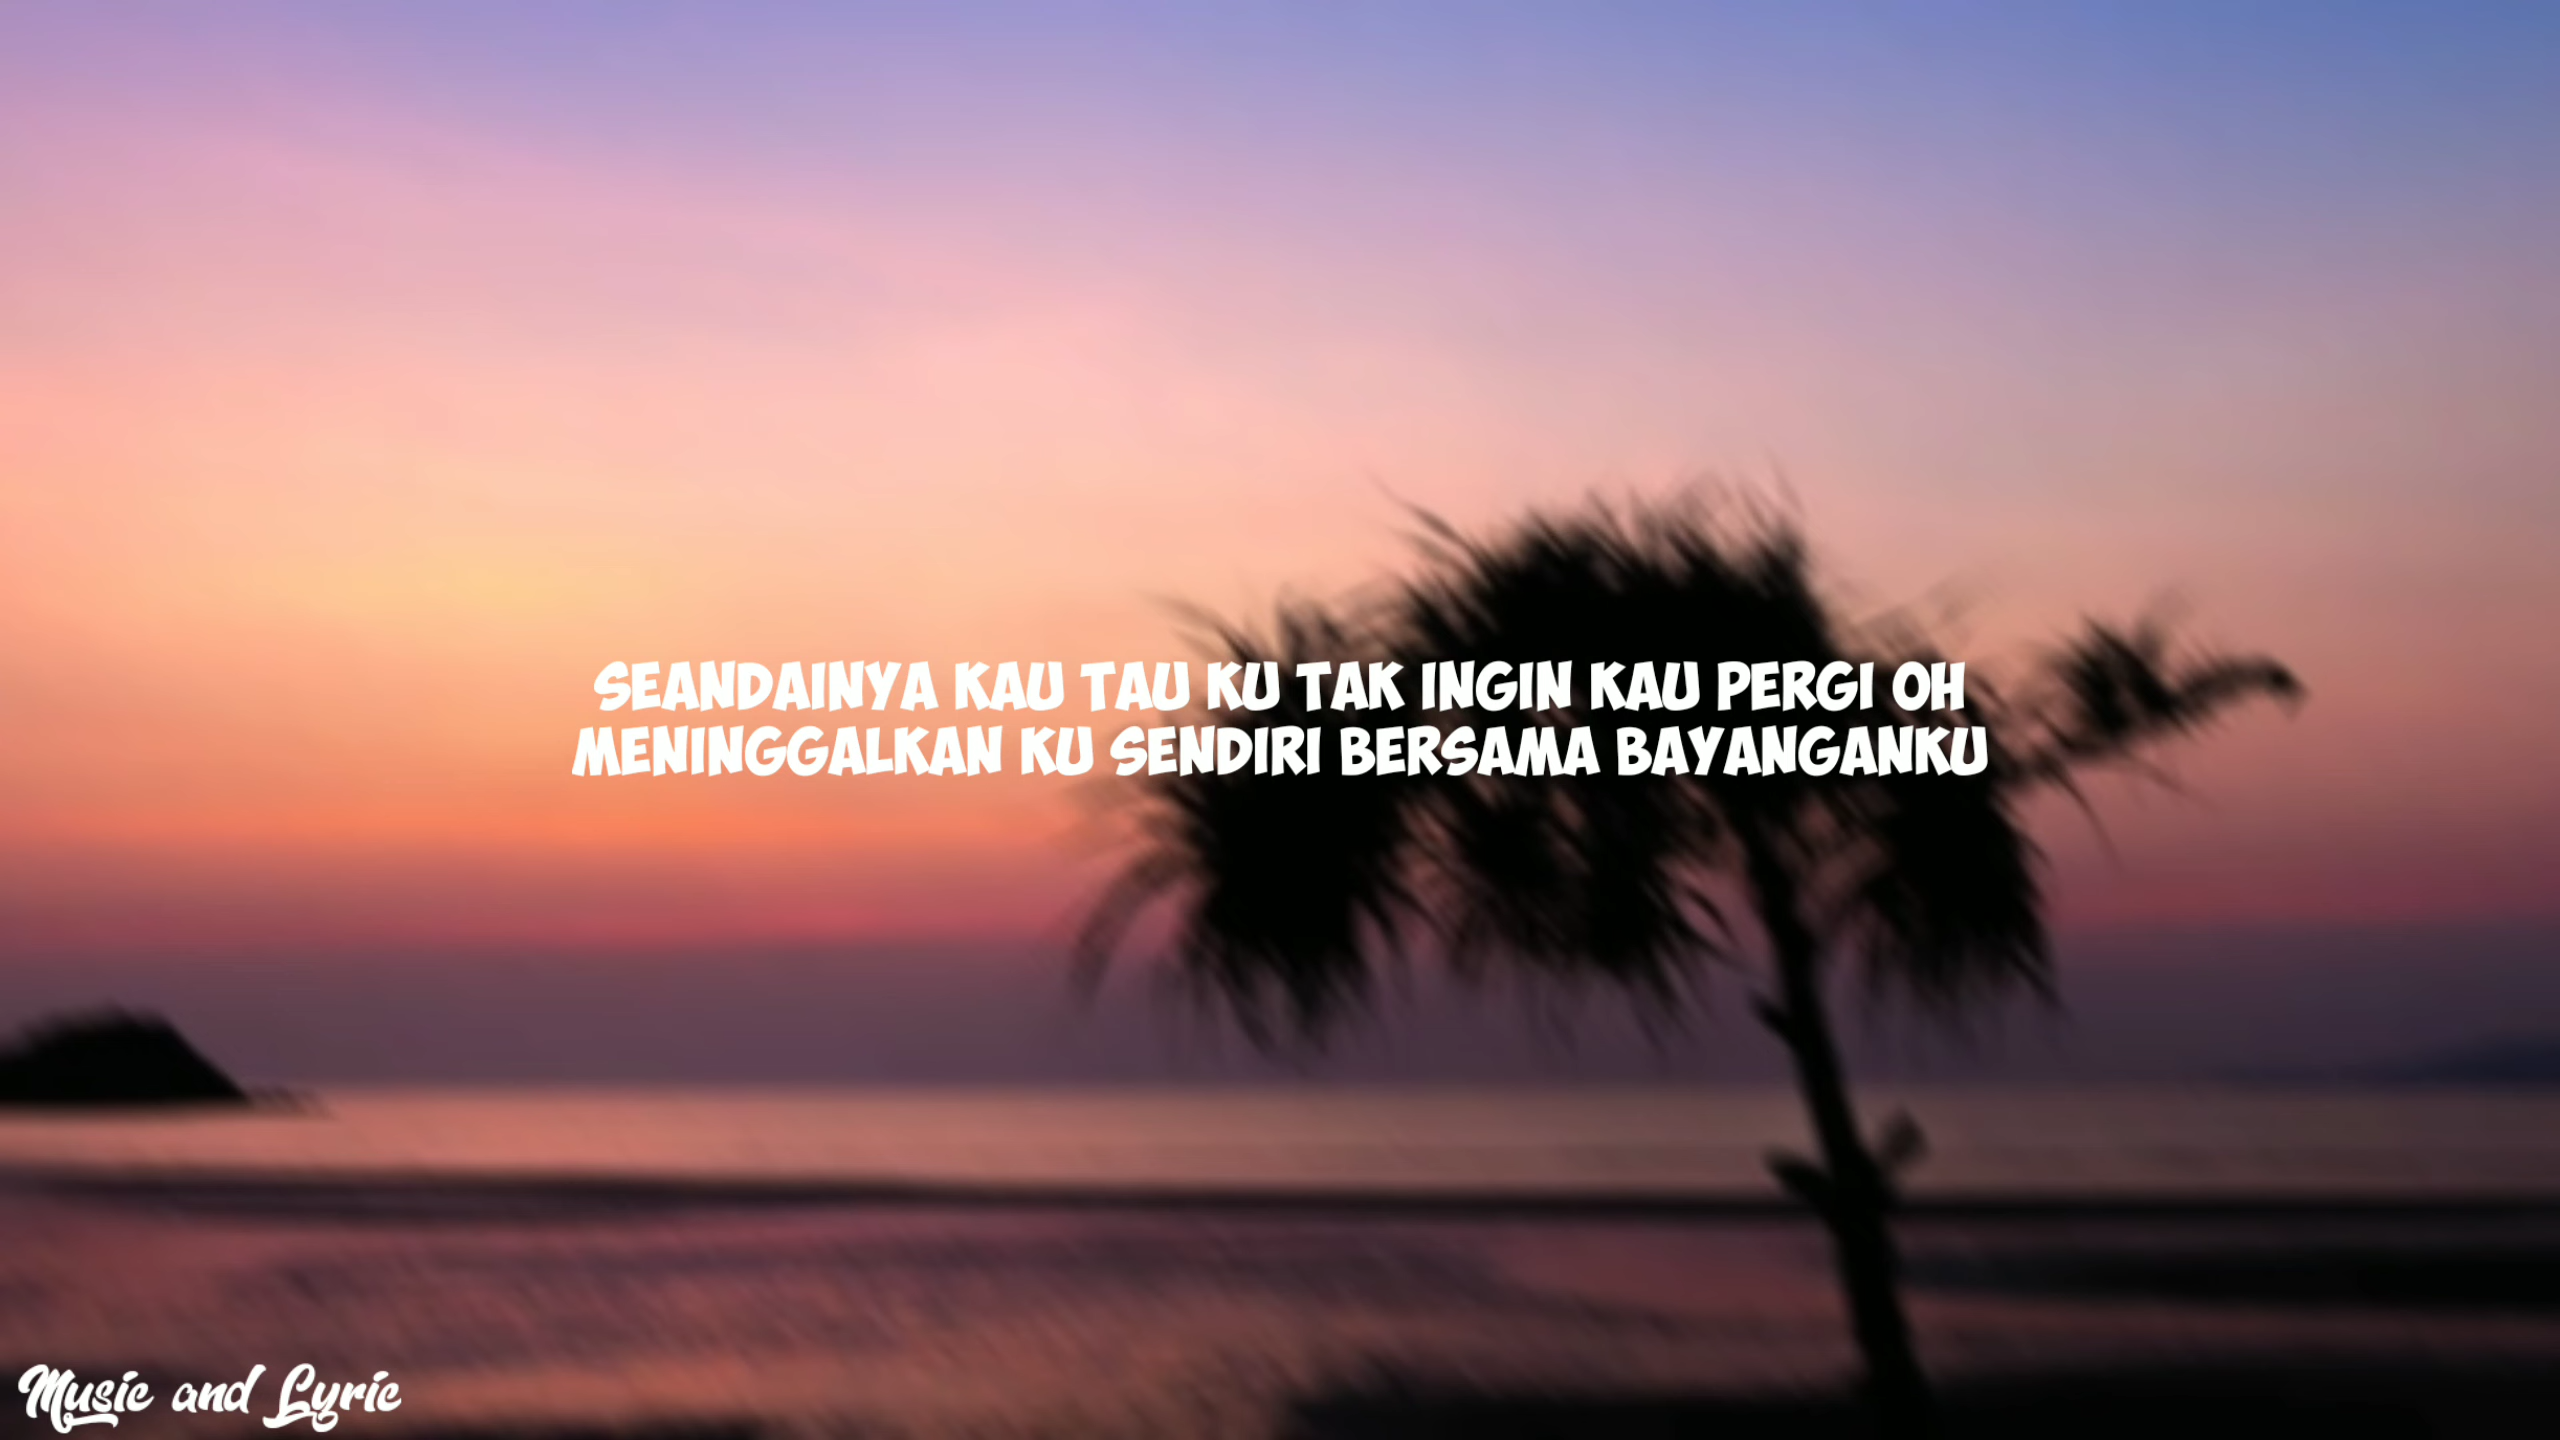 SEANDAINYA KAU TAU KU TAK INGIN KAU PERGI OH
MENINGGALKAN KU SENDIRI BERSAMA BAYANGANKU
Music and Lyric